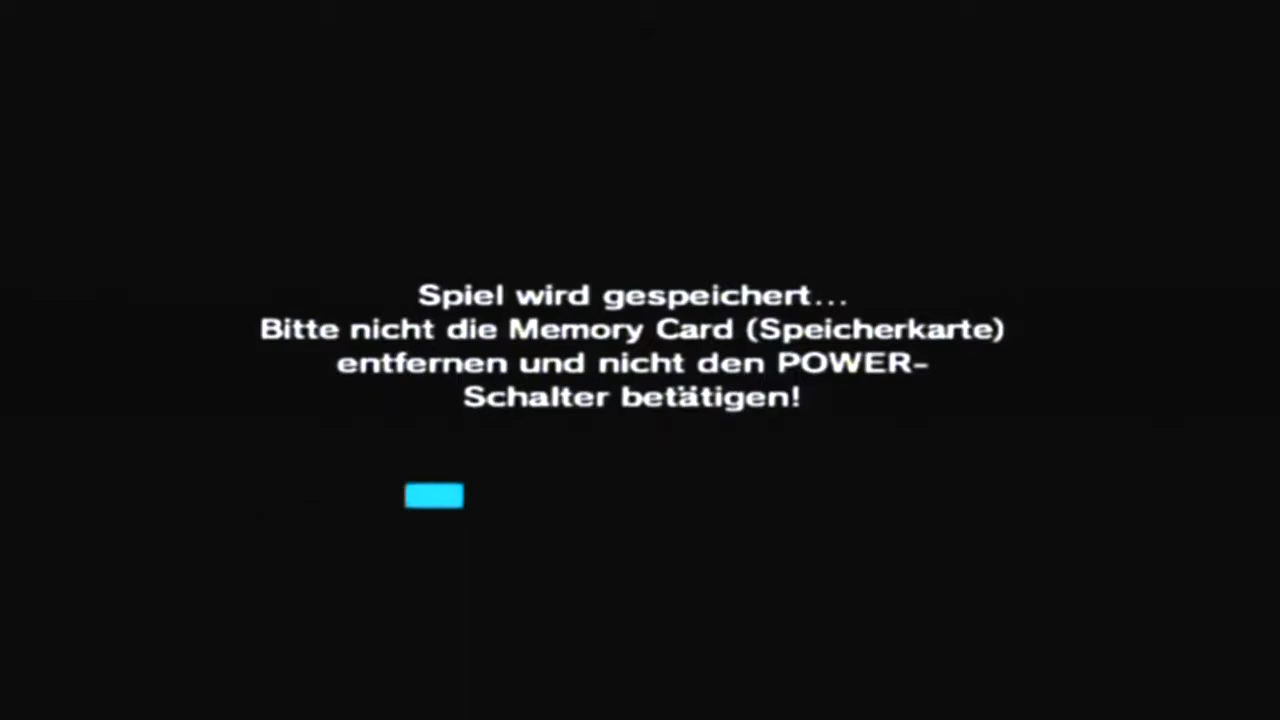 Spiel wird gespeichert...
Bitte nicht die Memory Card (Speicherkarte)
entfernen und nicht den POWER-
Schalter betätigen!